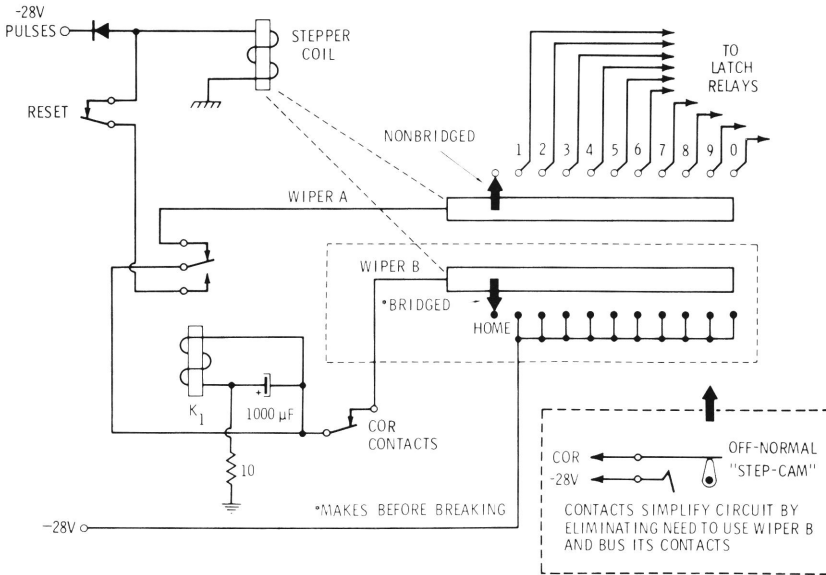 -28V
PULSES
STEPPER
COIL
RESET
TO
LATCH
RELAYS
NONBRIDGED
1 2 3 4 5 6 7 8 9 0
WIPER A
WIPER B
*BRIDGED
HOME
K1
+
1000 μF
COR
CONTACTS
10
*MAKES BEFORE BREAKING
-28V
COR
-28V
OFF-NORMAL
"STEP-CAM"
CONTACTS SIMPLIFY CIRCUIT BY
ELIMINATING NEED TO USE WIPER B
AND BUS ITS CONTACTS